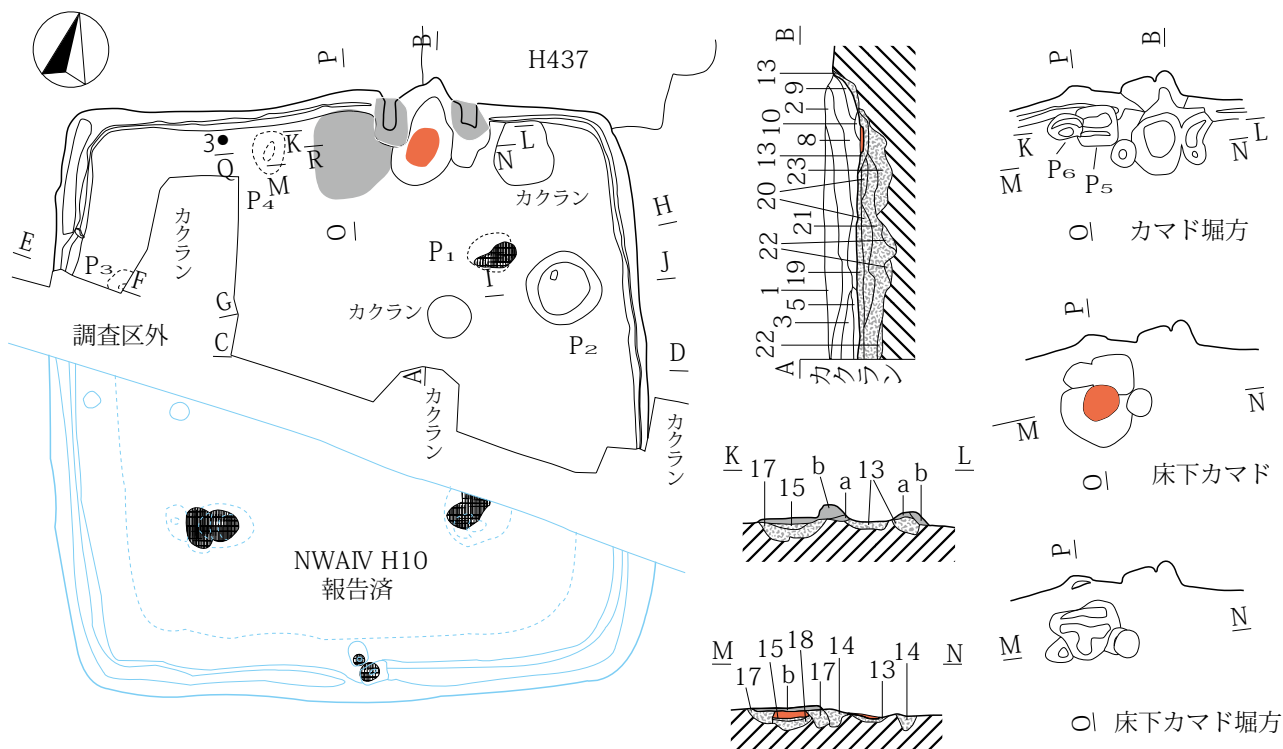 P
B
H437
3
Q
K
R
M
P₄
N
L
カクラン
カクラン
O
H
E
P₁
I
J
P₃
F
G
カクラン
C
調査区外
P₂
D
A
カクラン
カクラン
NWAIV H10
報告済
B
13
9
2
10
8
13
23
20
21
22
19
1
5
3
22
A
カクラン
K
17
15
b
a
13
a
b
L
M
17
15
b
18
17
14
13
14
N
P
B
K
M
P₆
P₅
N
O
カマド堀方
P
M
N
O
床下カマド
P
M
N
O
床下カマド堀方